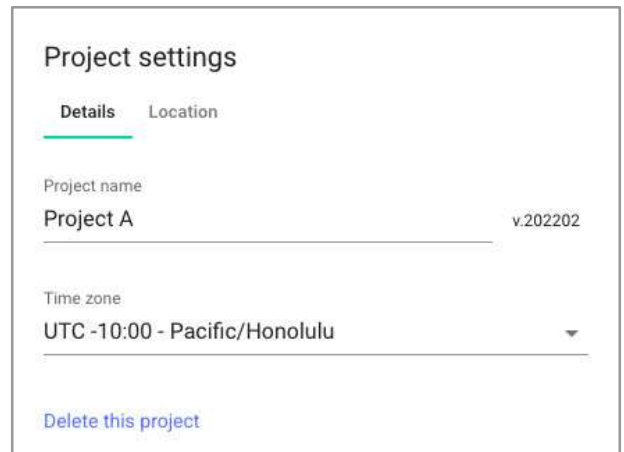 Project settings
Details Location
Project name
Project A v.202202
Time zone
UTC -10:00 - Pacific/Honolulu
Delete this project